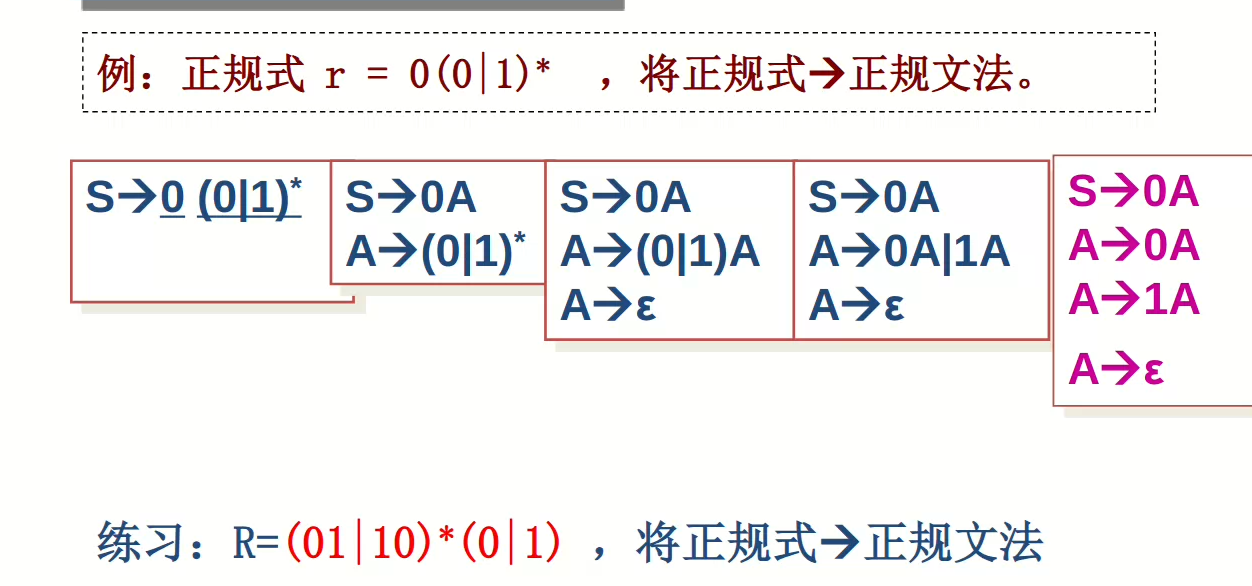 例：正规式 r = 0(0|1)* ，将正规式→正规文法。
S→0 (0|1)*
S→0A
A→(0|1)*
S→0A
A→(0|1)A
A→ε
S→0A
A→0A|1A
A→ε
S→0A
A→0A
A→1A
A→ε
练习：R=(01|10)*(0|1) ，将正规式→正规文法